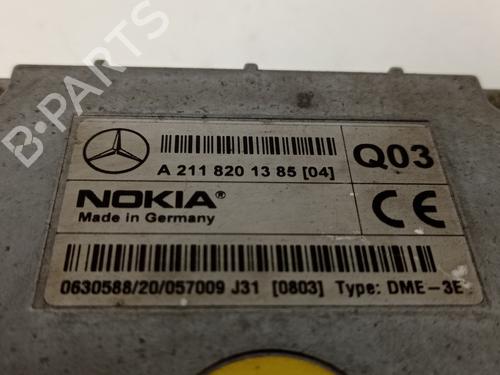 B-PARTS
A 211 820 13 85 [04]
Q03
NOKIA®
Made in Germany
CE
0630588/20/057009 J31 [0803] Type: DME-3E